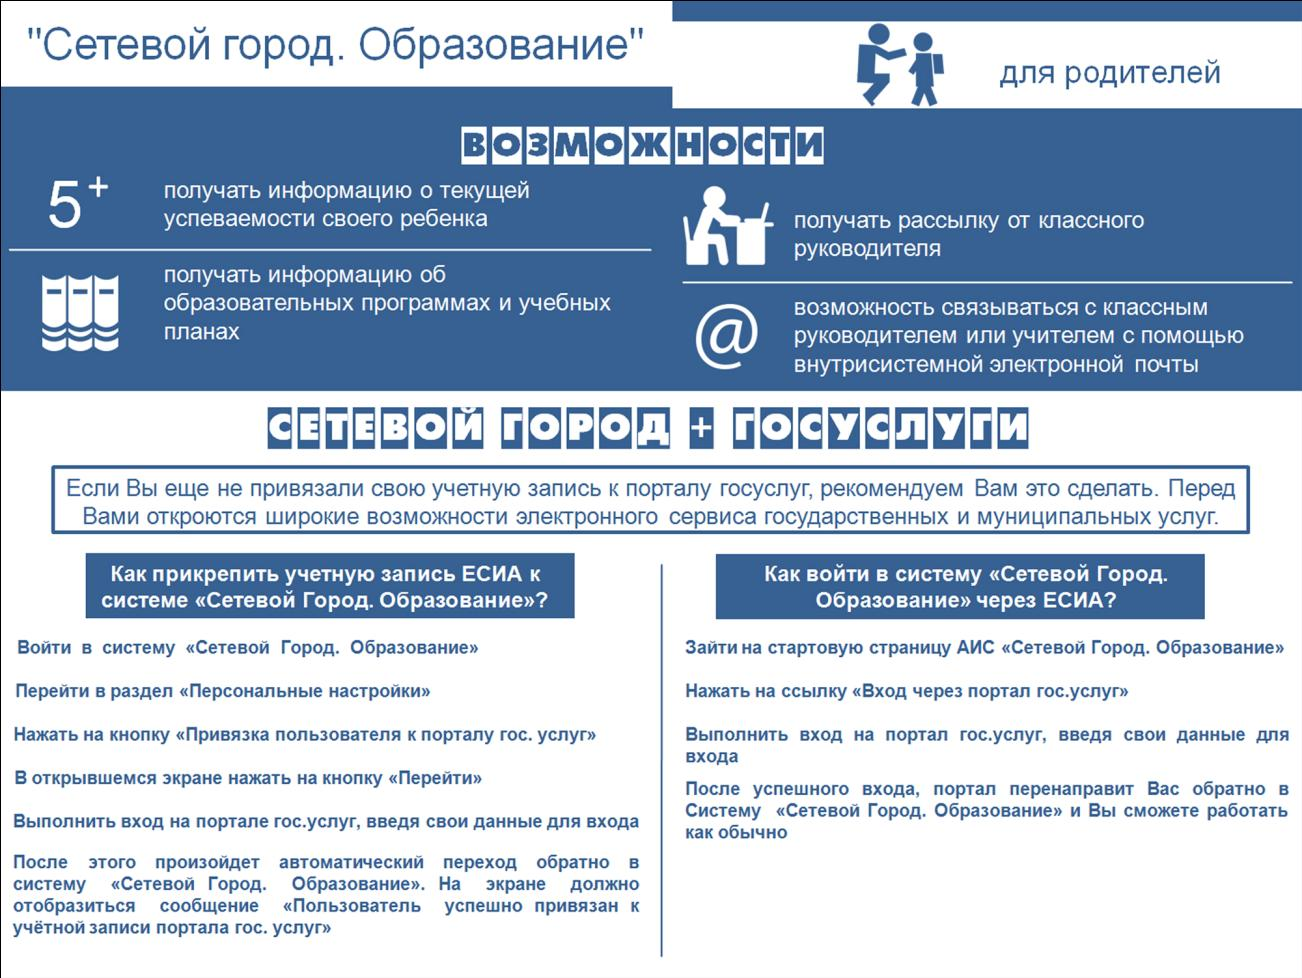 "Сетевой город. Образование"
для родителей
ВОЗМОЖНОСТИ
5+
получать информацию о текущей
успеваемости своего ребенка
получать информацию об
образовательных программах и учебных
планах
получать рассылку от классного
руководителя
@
возможность связываться с классным
руководителем или учителем с помощью
внутрисистемной электронной почты
СЕТЕВОЙ ГОРОД + ГОСУСЛУГИ
Если Вы еще не привязали свою учетную запись к порталу госуслуг, рекомендуем Вам это сделать. Перед
Вами откроются широкие возможности электронного сервиса государственных и муниципальных услуг.
Как прикрепить учетную запись ЕСИА к
системе «Сетевой Город. Образование»?
Войти в систему «Сетевой Город. Образование»
Перейти в раздел «Персональные настройки»
Нажать на кнопку «Привязка пользователя к порталу гос. услуг»
В открывшемся экране нажать на кнопку «Перейти»
Выполнить вход на портале гос.услуг, введя свои данные для входа
После этого произойдет автоматический переход обратно в
систему «Сетевой Город. Образование». На экране должно
отобразиться сообщение «Пользователь успешно привязан к
учётной записи портала гос. услуг»
Как войти в систему «Сетевой Город.
Образование» через ЕСИА?
Зайти на стартовую страницу АИС «Сетевой Город. Образование»
Нажать на ссылку «Вход через портал гос.услуг»
Выполнить вход на портал гос.услуг, введя свои данные для
входа
После успешного входа, портал перенаправит Вас обратно в
Систему «Сетевой Город. Образование» и Вы сможете работать
как обычно